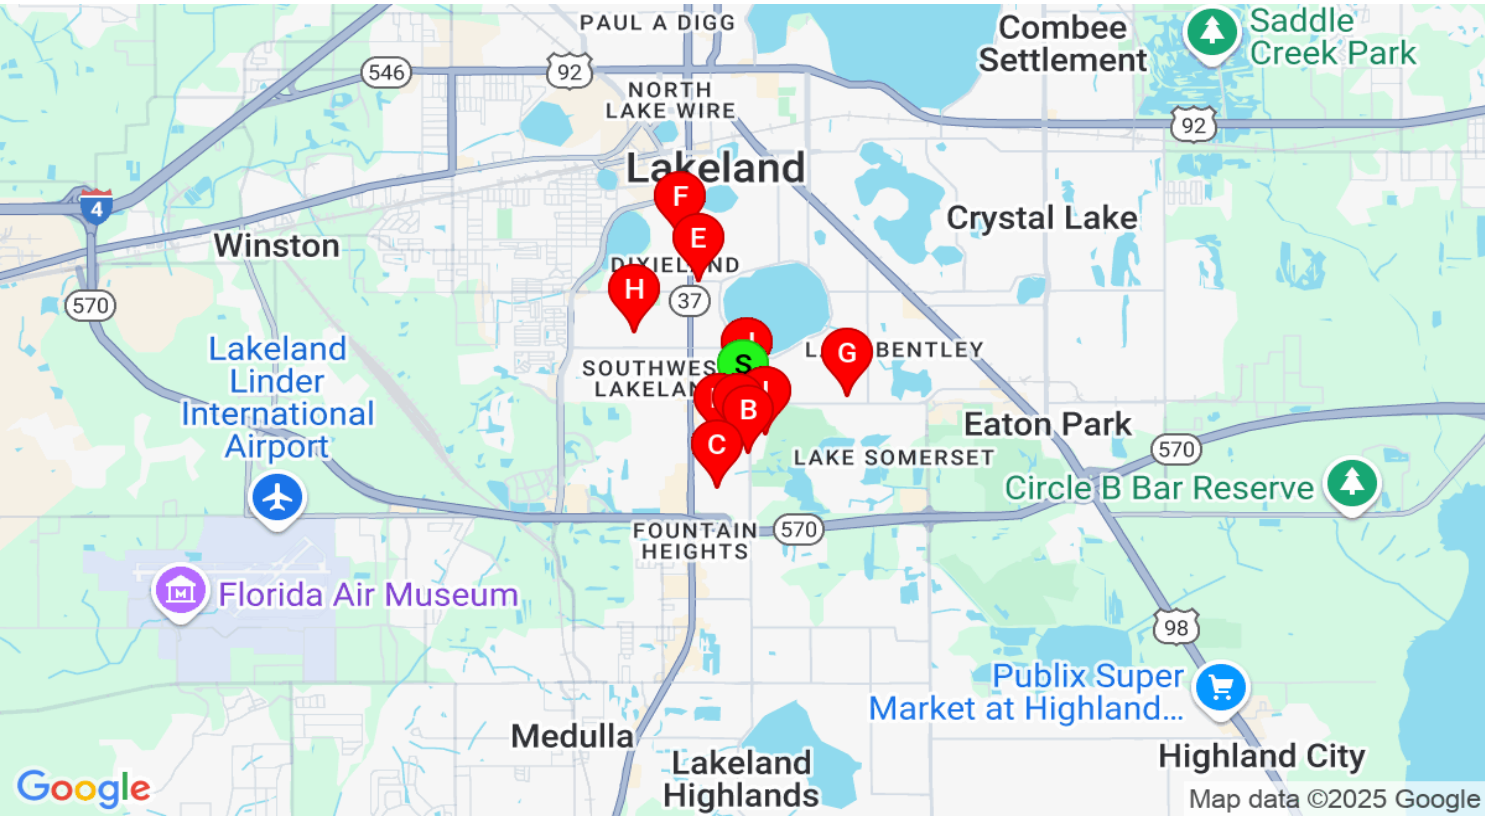 PAUL A DIGG
Combee
Settlement
Saddle
Creek Park
546
92
NORTH
LAKE WIRE
92
Lakeland
F
4
Crystal Lake
Winston
E
DIXIELAND
H
37
570
Lakeland
Linder
International
Airport
G
BENTLEY
S
SOUTHWES
LAKELAN
B
C
Eaton Park
570
LAKE SOMERSET
Circle B Bar Reserve
FOUNTAIN
HEIGHTS
570
Florida Air Museum
98
Publix Super
Market at Highland...
Medulla
Lakeland
Highlands
Highland City
Google
Map data ©2025 Google